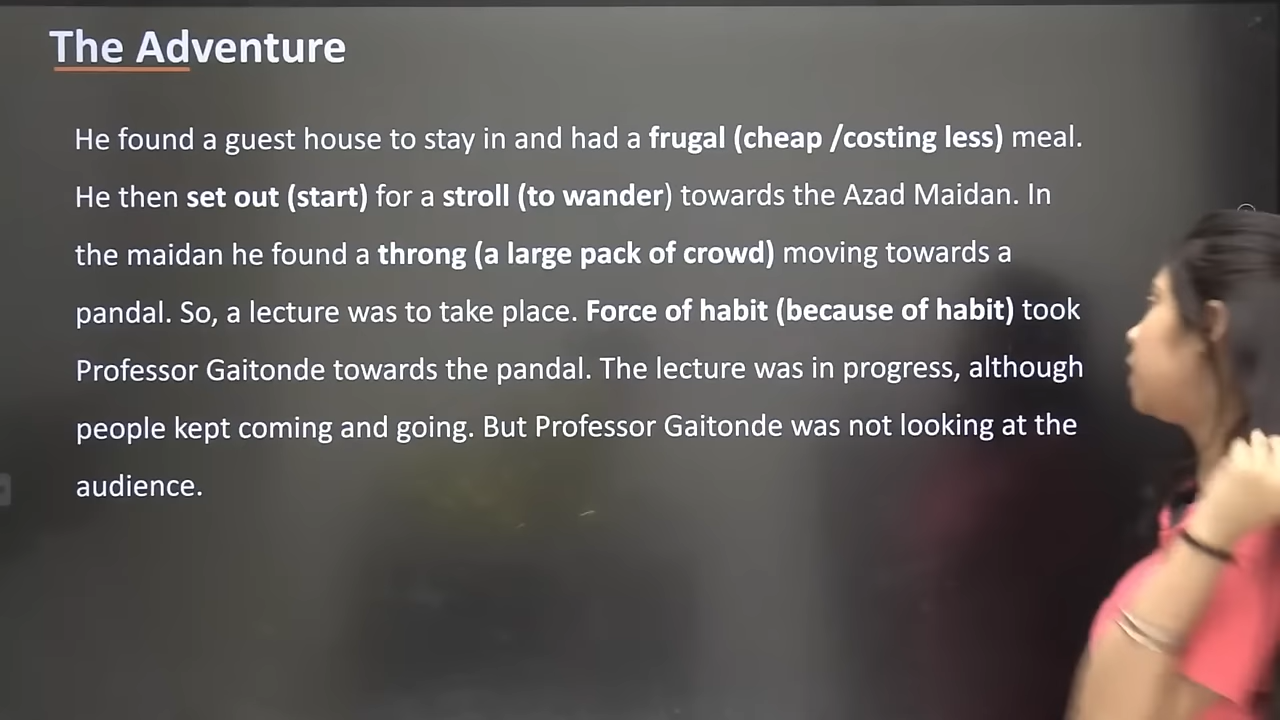 The Adventure
He found a guest house to stay in and had a frugal (cheap /costing less) meal.
He then set out (start) for a stroll (to wander) towards the Azad Maidan. In
the maidan he found a throng (a large pack of crowd) moving towards a
pandal. So, a lecture was to take place. Force of habit (because of habit) took
Professor Gaitonde towards the pandal. The lecture was in progress, although
people kept coming and going. But Professor Gaitonde was not looking at the
audience.